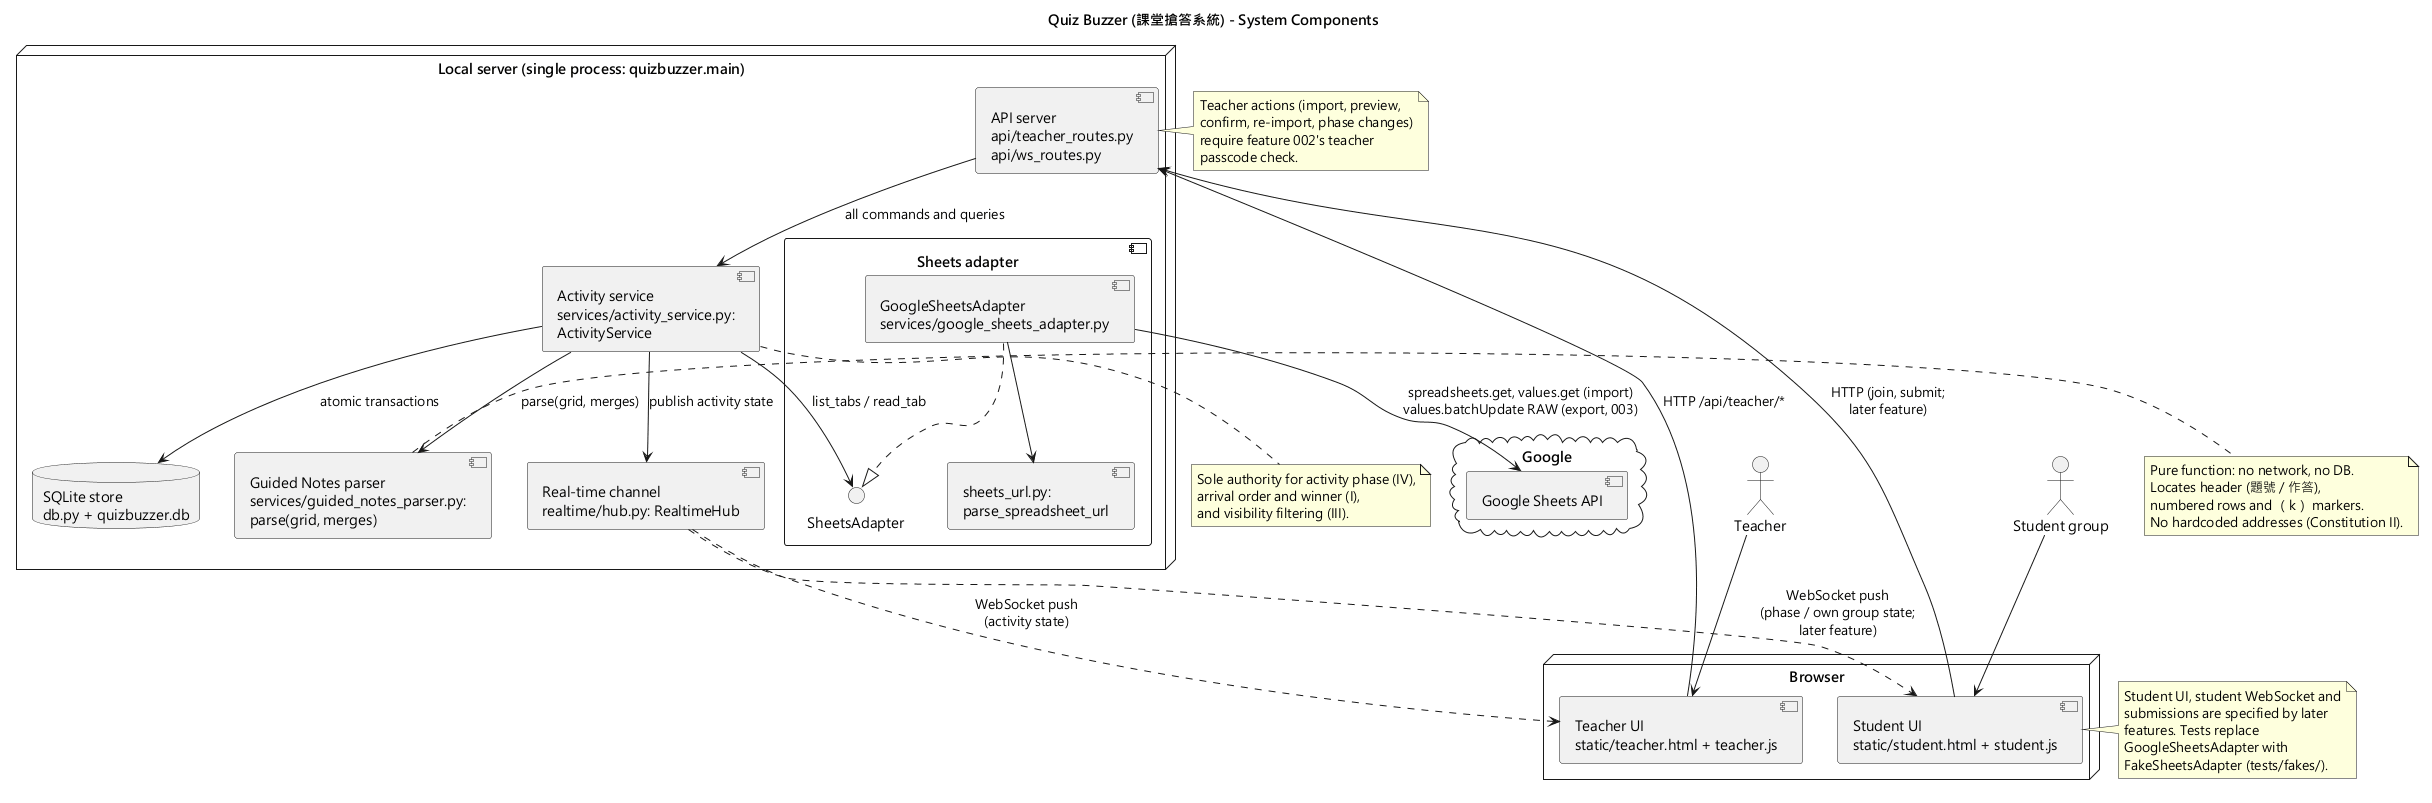 Quiz Buzzer (課堂搶答系統) - System Components
Local server (single process: quizbuzzer.main)
API server
api/teacher_routes.py
api/ws_routes.py
Teacher actions (import, preview,
confirm, re-import, phase changes)
require feature 002's teacher
passcode check.
all commands and queries
Sheets adapter
GoogleSheetsAdapter
services/google_sheets_adapter.py
Activity service
services/activity_service.py:
ActivityService
atomic transactions
parse(grid, merges)
publish activity state
list_tabs / read_tab
spreadsheets.get, values.get (import)
values.batchUpdate RAW (export, 003)
HTTP /api/teacher/*
HTTP (join, submit;
later feature)
SQLite store
db.py + quizbuzzer.db
Guided Notes parser
services/guided_notes_parser.py:
parse(grid, merges)
Real-time channel
realtime/hub.py: RealtimeHub
SheetsAdapter
sheets_url.py:
parse_spreadsheet_url
Sole authority for activity phase (IV),
arrival order and winner (I),
and visibility filtering (III).
Google
Google Sheets API
Teacher
Student group
Pure function: no network, no DB.
Locates header (題號 / 作答),
numbered rows and （k）markers.
No hardcoded addresses (Constitution II).
WebSocket push
(activity state)
WebSocket push
(phase / own group state;
later feature)
Browser
Teacher UI
static/teacher.html + teacher.js
Student UI
static/student.html + student.js
Student UI, student WebSocket and
submissions are specified by later
features. Tests replace
GoogleSheetsAdapter with
FakeSheetsAdapter (tests/fakes/).